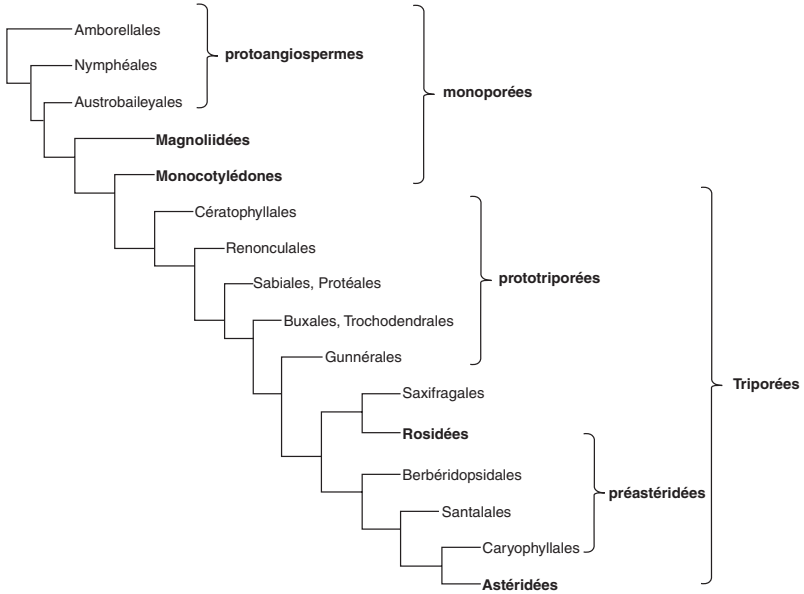 Amborellales
Nymphéales
Austrobaileyales
protoangiospermes
monoporées
Magnoliidées
Monocotylédones
Cératophyllales
Renonculales
Sabiales, Protéales
Buxales, Trochodendrales
Gunnérales
prototriporées
Triporées
Saxifragales
Rosidées
Berbéridopsidales
Santalales
Caryophyllales
préastéridées
Astéridées